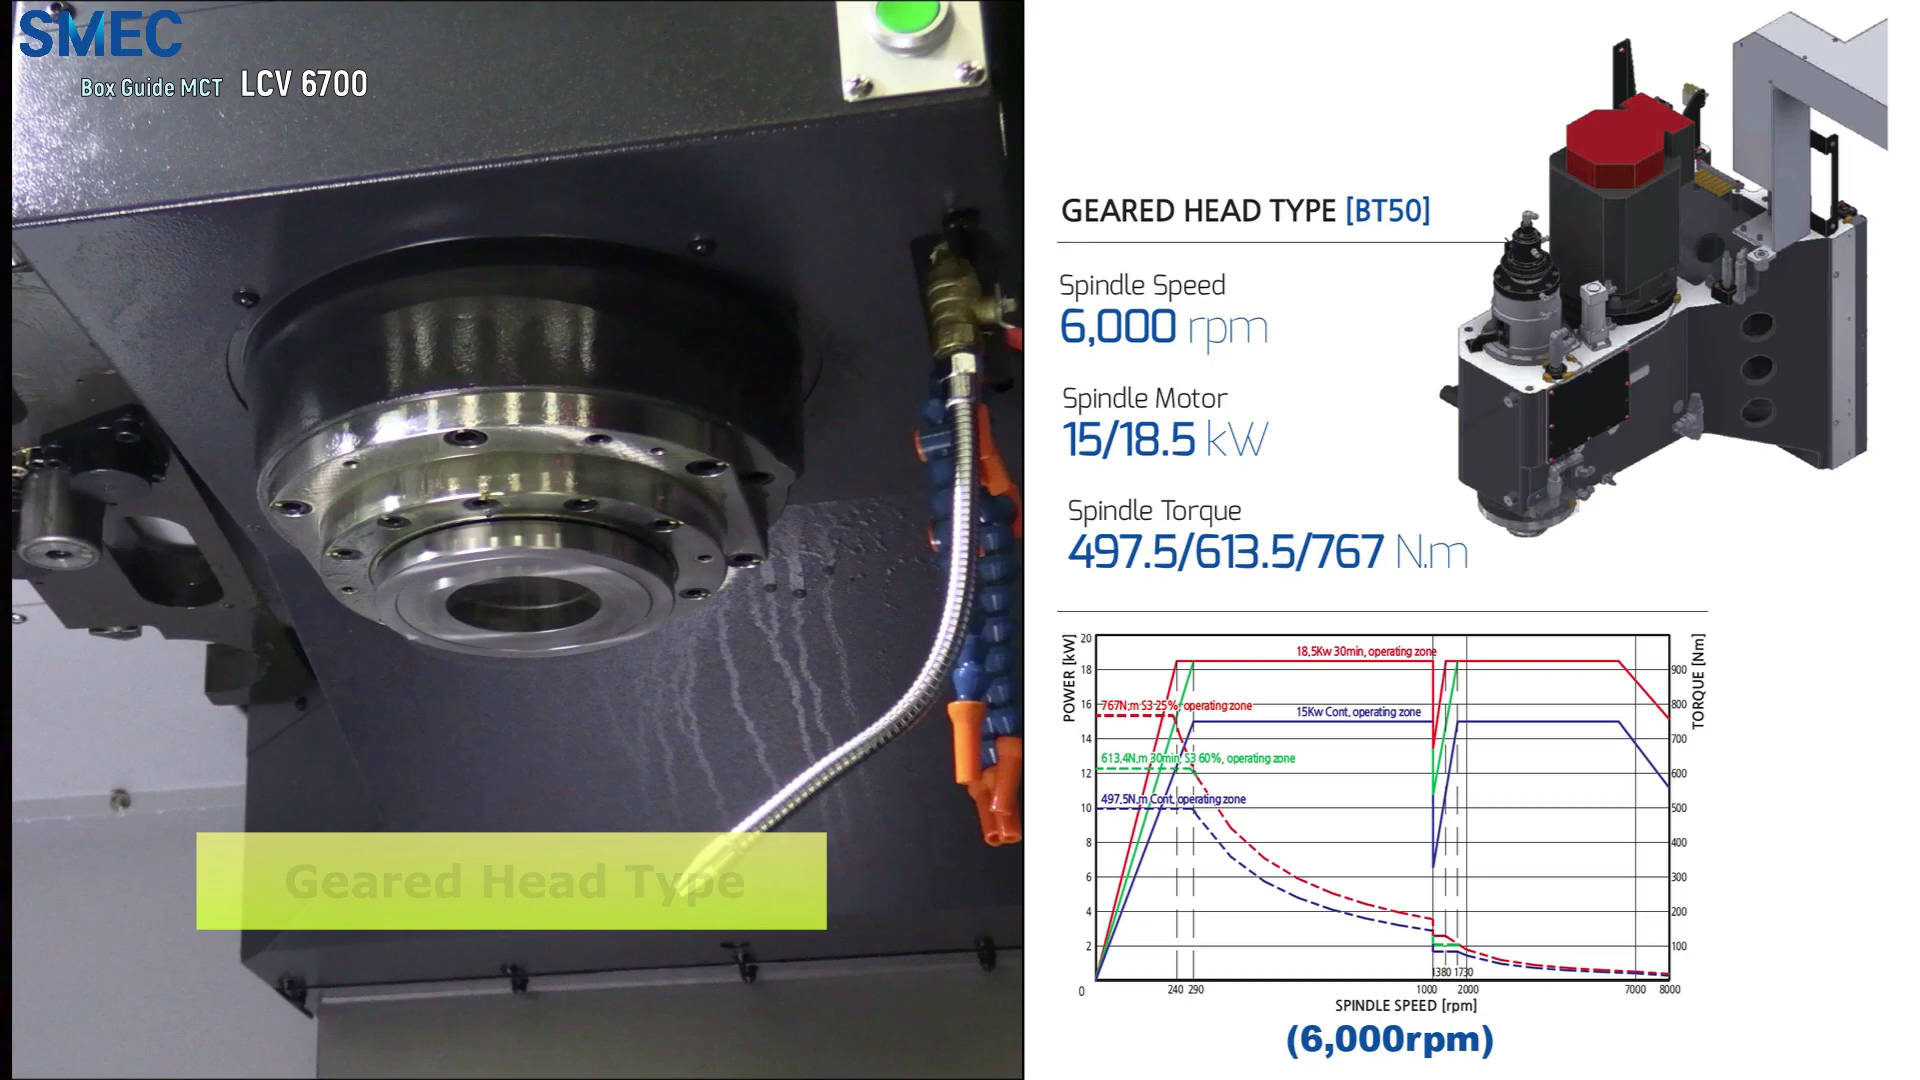 SMEC
Box Guide MCT LCV 6700
Geared Head Type
GEARED HEAD TYPE [BT50]
Spindle Speed
6,000 rpm
Spindle Motor
15/18.5 kW
Spindle Torque
497.5/613.5/767 N.m
POWER [kW]
TORQUE [Nm]
20
18
16
14
12
10
8
6
4
2
0
900
800
700
600
500
400
300
200
100
18.5Kw 30min, operating zone
767N.m S3 25%, operating zone
15Kw Cont. operating zone
613.4N.m 30min, S3 60%, operating zone
497.5N.m Cont. operating zone
1380 1730
240 290 1000 2000 7000 8000
SPINDLE SPEED [rpm]
(6,000rpm)